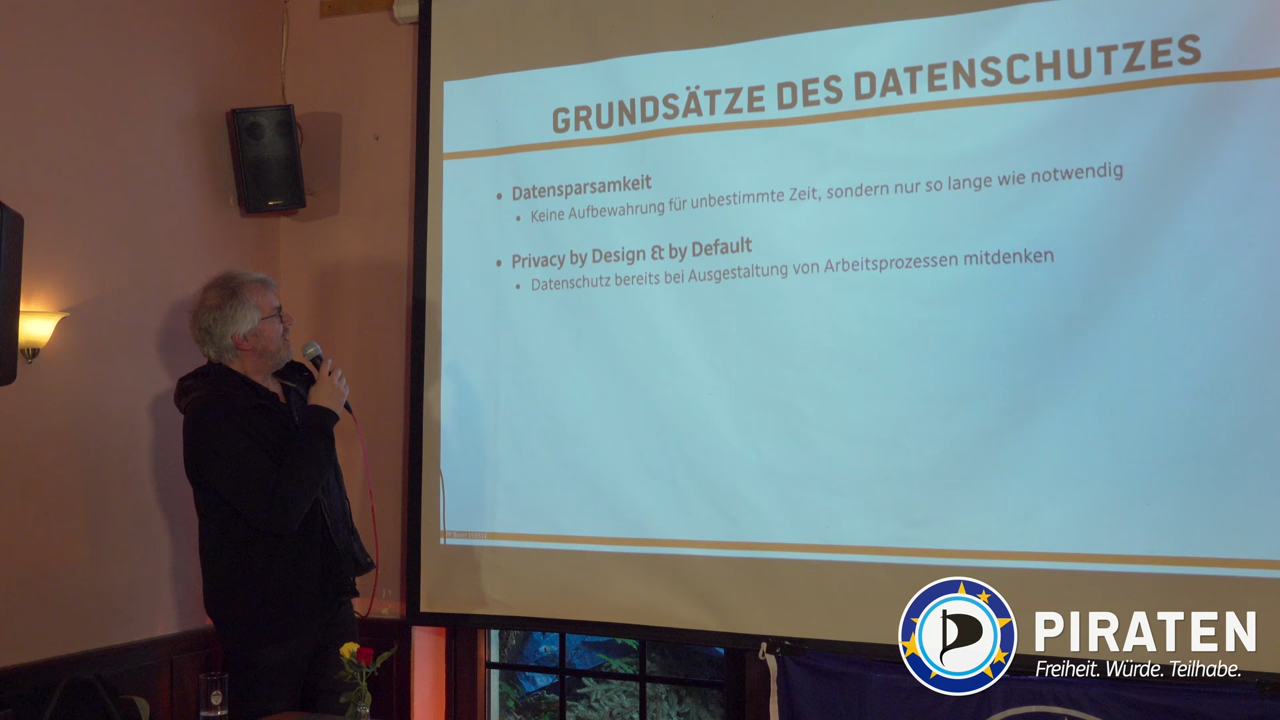 GRUNDSÄTZE DES DATENSCHUTZES
• Datensparsamkeit
• Keine Aufbewahrung für unbestimmte Zeit, sondern nur so lange wie notwendig
• Privacy by Design & by Default
• Datenschutz bereits bei Ausgestaltung von Arbeitsprozessen mitdenken
PIRATEN
Freiheit. Würde. Teilhabe.